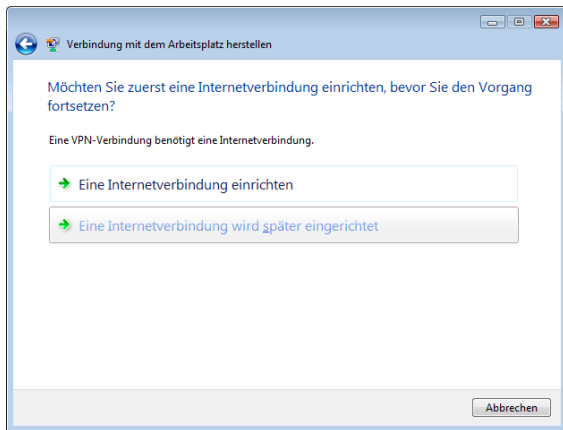 Verbindung mit dem Arbeitsplatz herstellen
Möchten Sie zuerst eine Internetverbindung einrichten, bevor Sie den Vorgang
fortsetzen?
Eine VPN-Verbindung benötigt eine Internetverbindung.
Eine Internetverbindung einrichten
Eine Internetverbindung wird später eingerichtet
Abbrechen